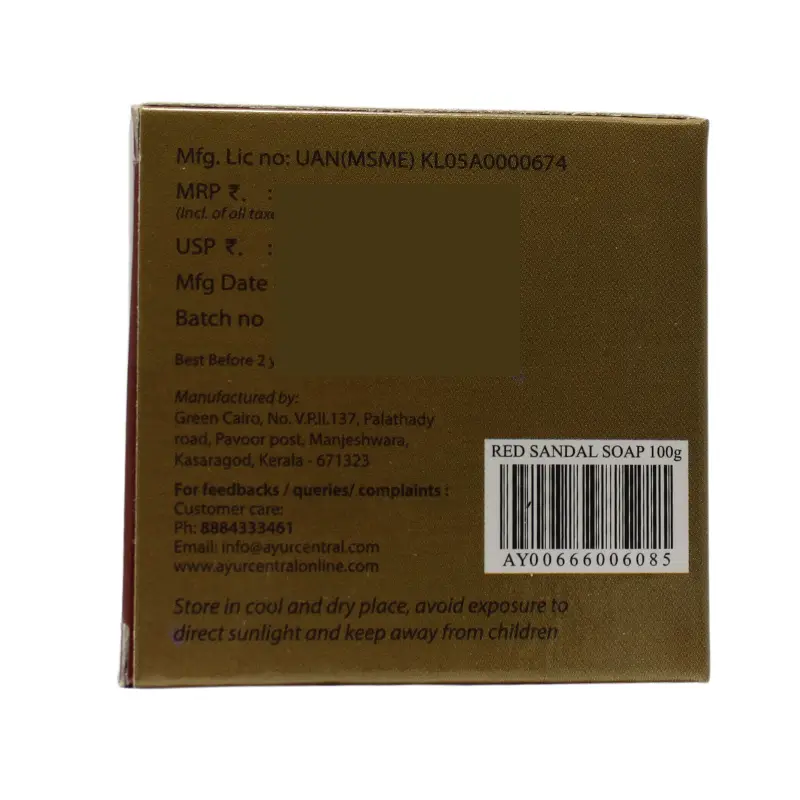 Mfg. Lic no: UAN(MSME) KL05A0000674
MRP ₹. :
(Incl. of all
USP ₹. :
Mfg Date
Batch no
Best Before 2
Manufactured by:
Green Cairo, No. V.P.II.137, Palathady
road, Pavoor post, Manjeshwara,
Kasaragod, Kerala - 671323
For feedbacks / queries/ complaints :
Customer care:
Ph: 8884333461
Email: info@ayurcentral.com
www.ayurcentralonline.com
RED SANDAL SOAP 100g
AY00666006085
Store in cool and dry place, avoid exposure to
direct sunlight and keep away from children